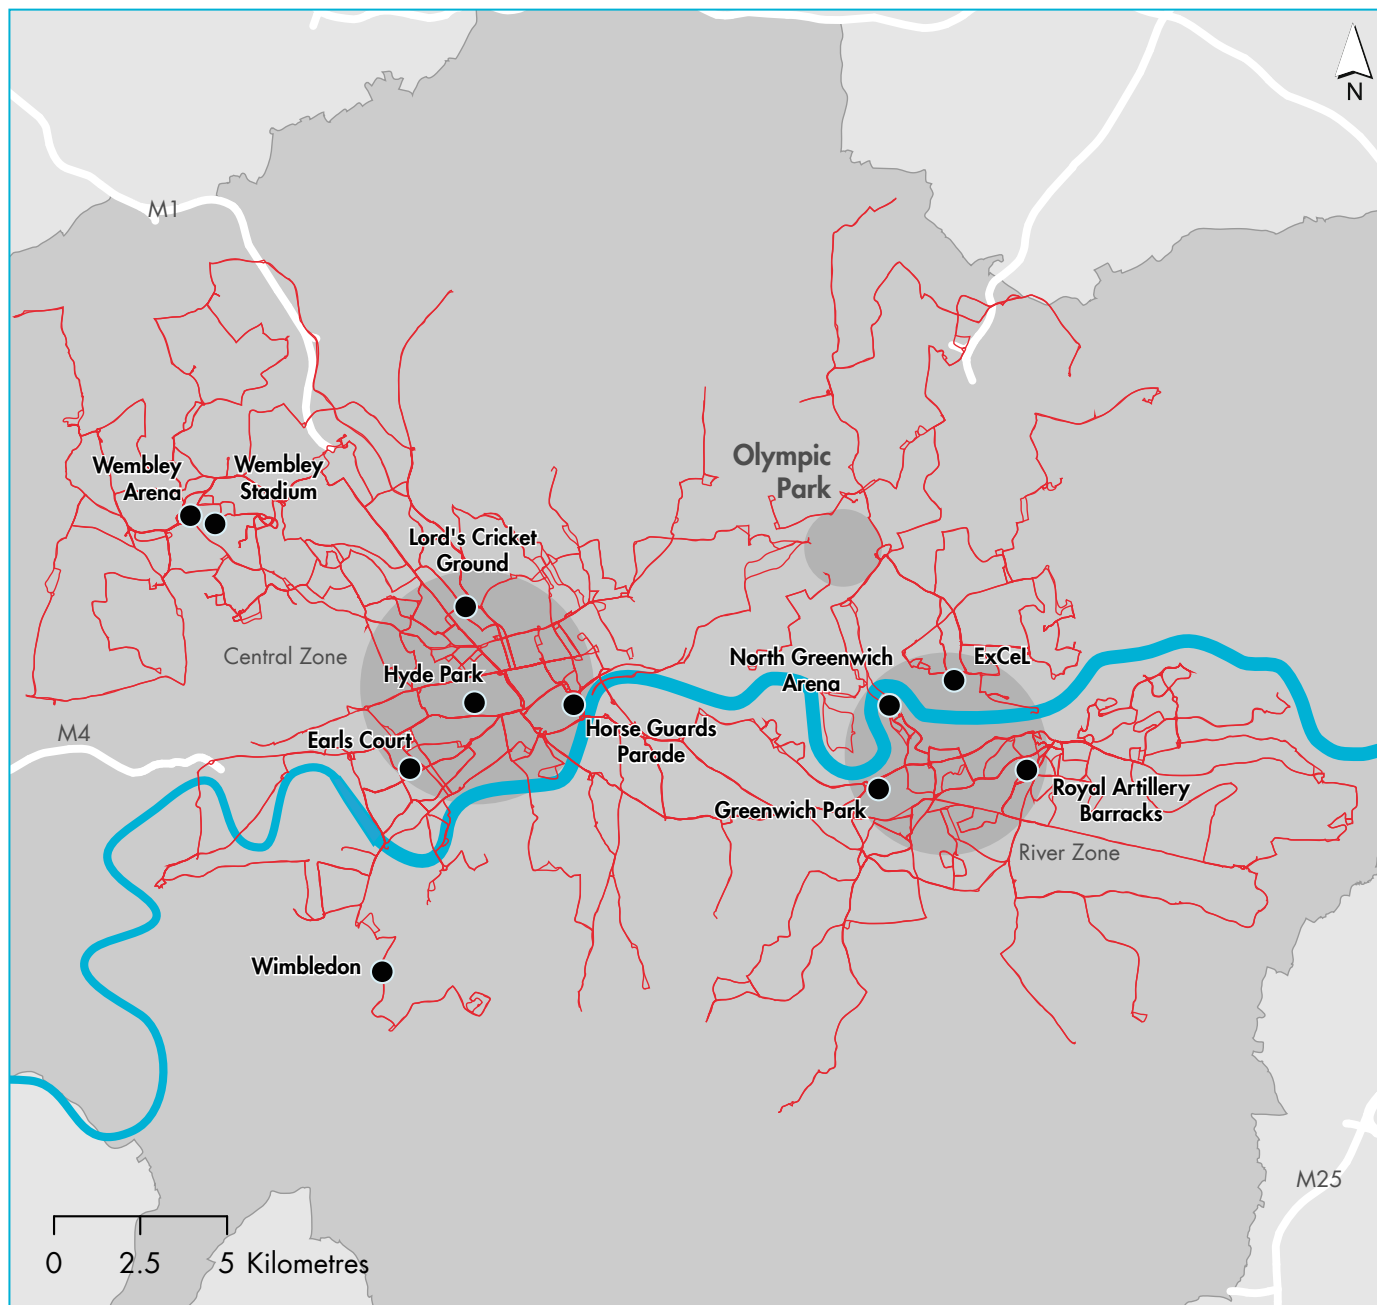 N
M1
Olympic
Park
Wembley
Arena
Wembley
Stadium
Lord's Cricket
Ground
Central Zone
Hyde Park
North Greenwich
Arena
ExCeL
M4
Earls Court
Horse Guards
Parade
Greenwich Park
Royal Artillery
Barracks
River Zone
Wimbledon
M25
0 2.5 5 Kilometres